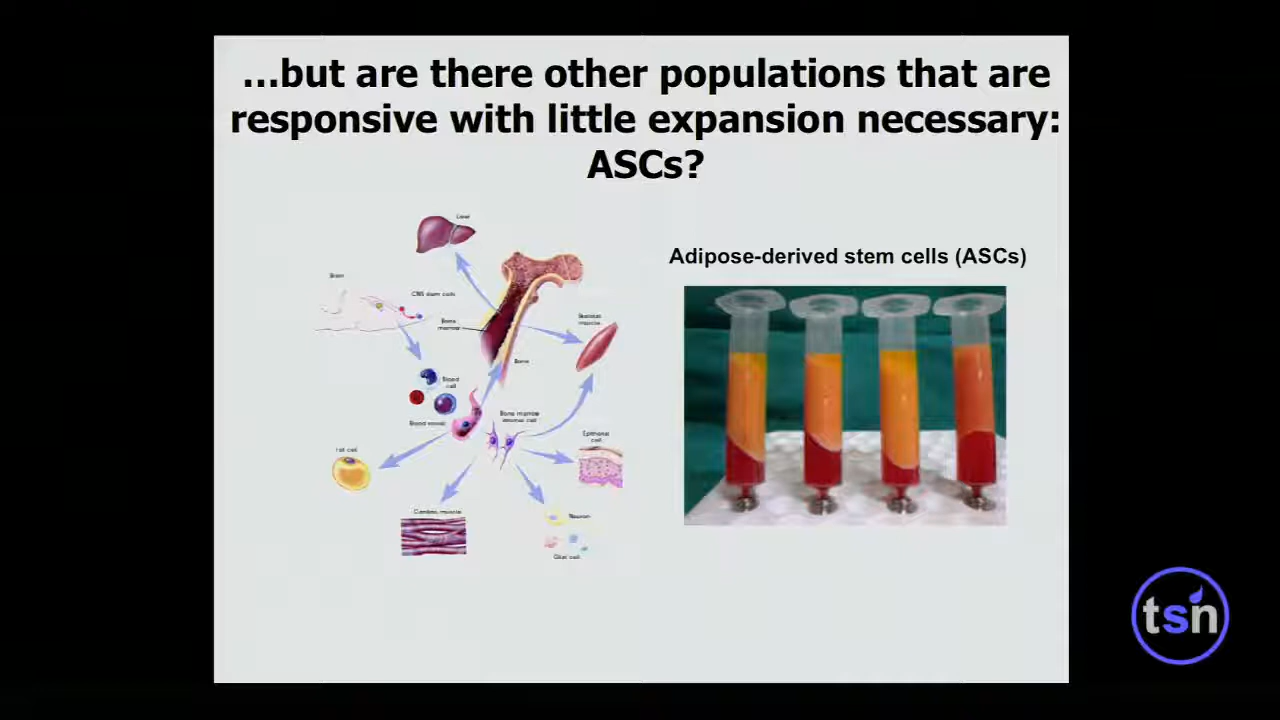 ...but are there other populations that are
responsive with little expansion necessary:
ASCs?
Adipose-derived stem cells (ASCs)
Liver
Brain
CNS stem cells
Bone
marrow
Skeletal
muscle
Bone
Blood
cell
Blood vessel
Bone marrow
stromal cell
Epithelial
cell
Fat cell
Cardiac muscle
Neuron
Glial cell
tsn